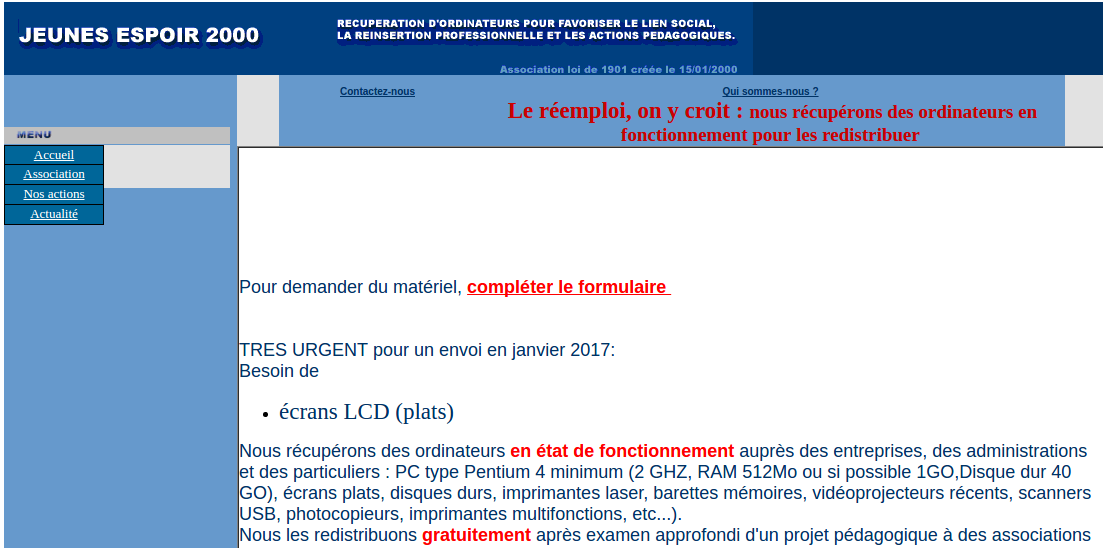 JEUNES ESPOIR 2000
RECUPERATION D'ORDINATEURS POUR FAVORISER LE LIEN SOCIAL,
LA REINSERTION PROFESSIONNELLE ET LES ACTIONS PEDAGOGIQUES.
Association loi de 1901 créée le 15/01/2000
Contactez-nous
Qui sommes-nous ?
Le réemploi, on y croit : nous récupérons des ordinateurs en
fonctionnement pour les redistribuer
MENU
Accueil
Association
Nos actions
Actualité
Pour demander du matériel, compléter le formulaire
TRES URGENT pour un envoi en janvier 2017:
Besoin de
• écrans LCD (plats)
Nous récupérons des ordinateurs en état de fonctionnement auprès des entreprises, des administrations
et des particuliers : PC type Pentium 4 minimum (2 GHZ, RAM 512Mo ou si possible 1GO,Disque dur 40
GO), écrans plats, disques durs, imprimantes laser, barettes mémoires, vidéoprojecteurs récents, scanners
USB, photocopieurs, imprimantes multifonctions, etc...).
Nous les redistribuons gratuitement après examen approfondi d'un projet pédagogique à des associations